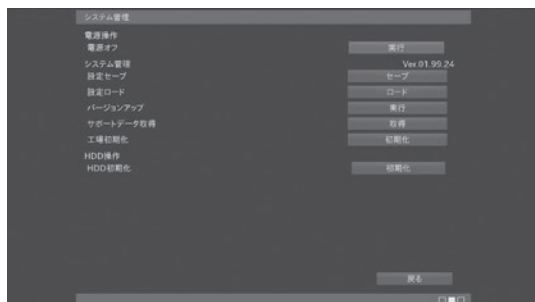 システム管理
電源操作
電源オフ 実行
システム管理 Ver.01.99.24
設定セーブ セーブ
設定ロード ロード
バージョンアップ 実行
サポートデータ取得 取得
工場初期化 初期化
HDD操作
HDD初期化 初期化
戻る